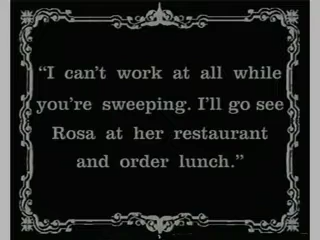 “I can’t work at all while
you’re sweeping. I’ll go see
Rosa at her restaurant
and order lunch.”